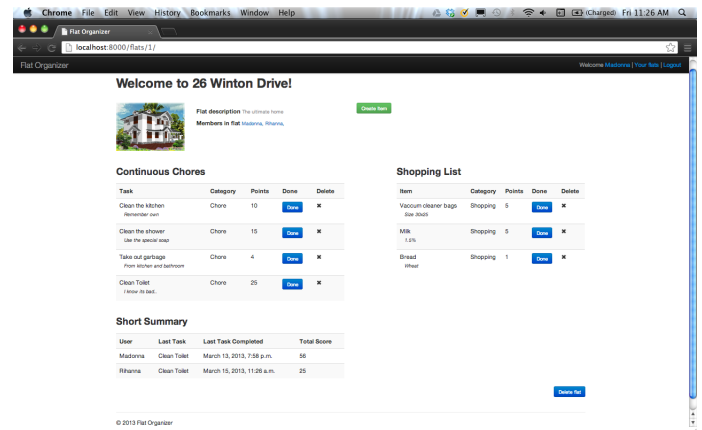 Chrome File Edit View History Bookmarks Window Help (Charged) Fri 11:26 AM
Flat Organizer
localhost:8000/flats/1/
Flat Organizer Welcome Madonna | Your flats | Logout
Welcome to 26 Winton Drive!
Flat description The ultimate home
Members in flat Madonna, Rihanna,
Create Item
Continuous Chores
Task Category Points Done Delete
Clean the kitchen Chore 10 Done ✖
Remember own
Clean the shower Chore 15 Done ✖
Use the special soap
Take out garbage Chore 4 Done ✖
From kitchen and bathroom
Clean Toilet Chore 25 Done ✖
I know its bad..
Shopping List
Item Category Points Done Delete
Vaccum cleaner bags Shopping 5 Done ✖
Size 30x35
Milk Shopping 5 Done ✖
1.5%
Bread Shopping 1 Done ✖
Wheat
Short Summary
User Last Task Last Task Completed Total Score
Madonna Clean Toilet March 13, 2013, 7:58 p.m. 56
Rihanna Clean Toilet March 15, 2013, 11:26 a.m. 25
Delete flat
© 2013 Flat Organizer